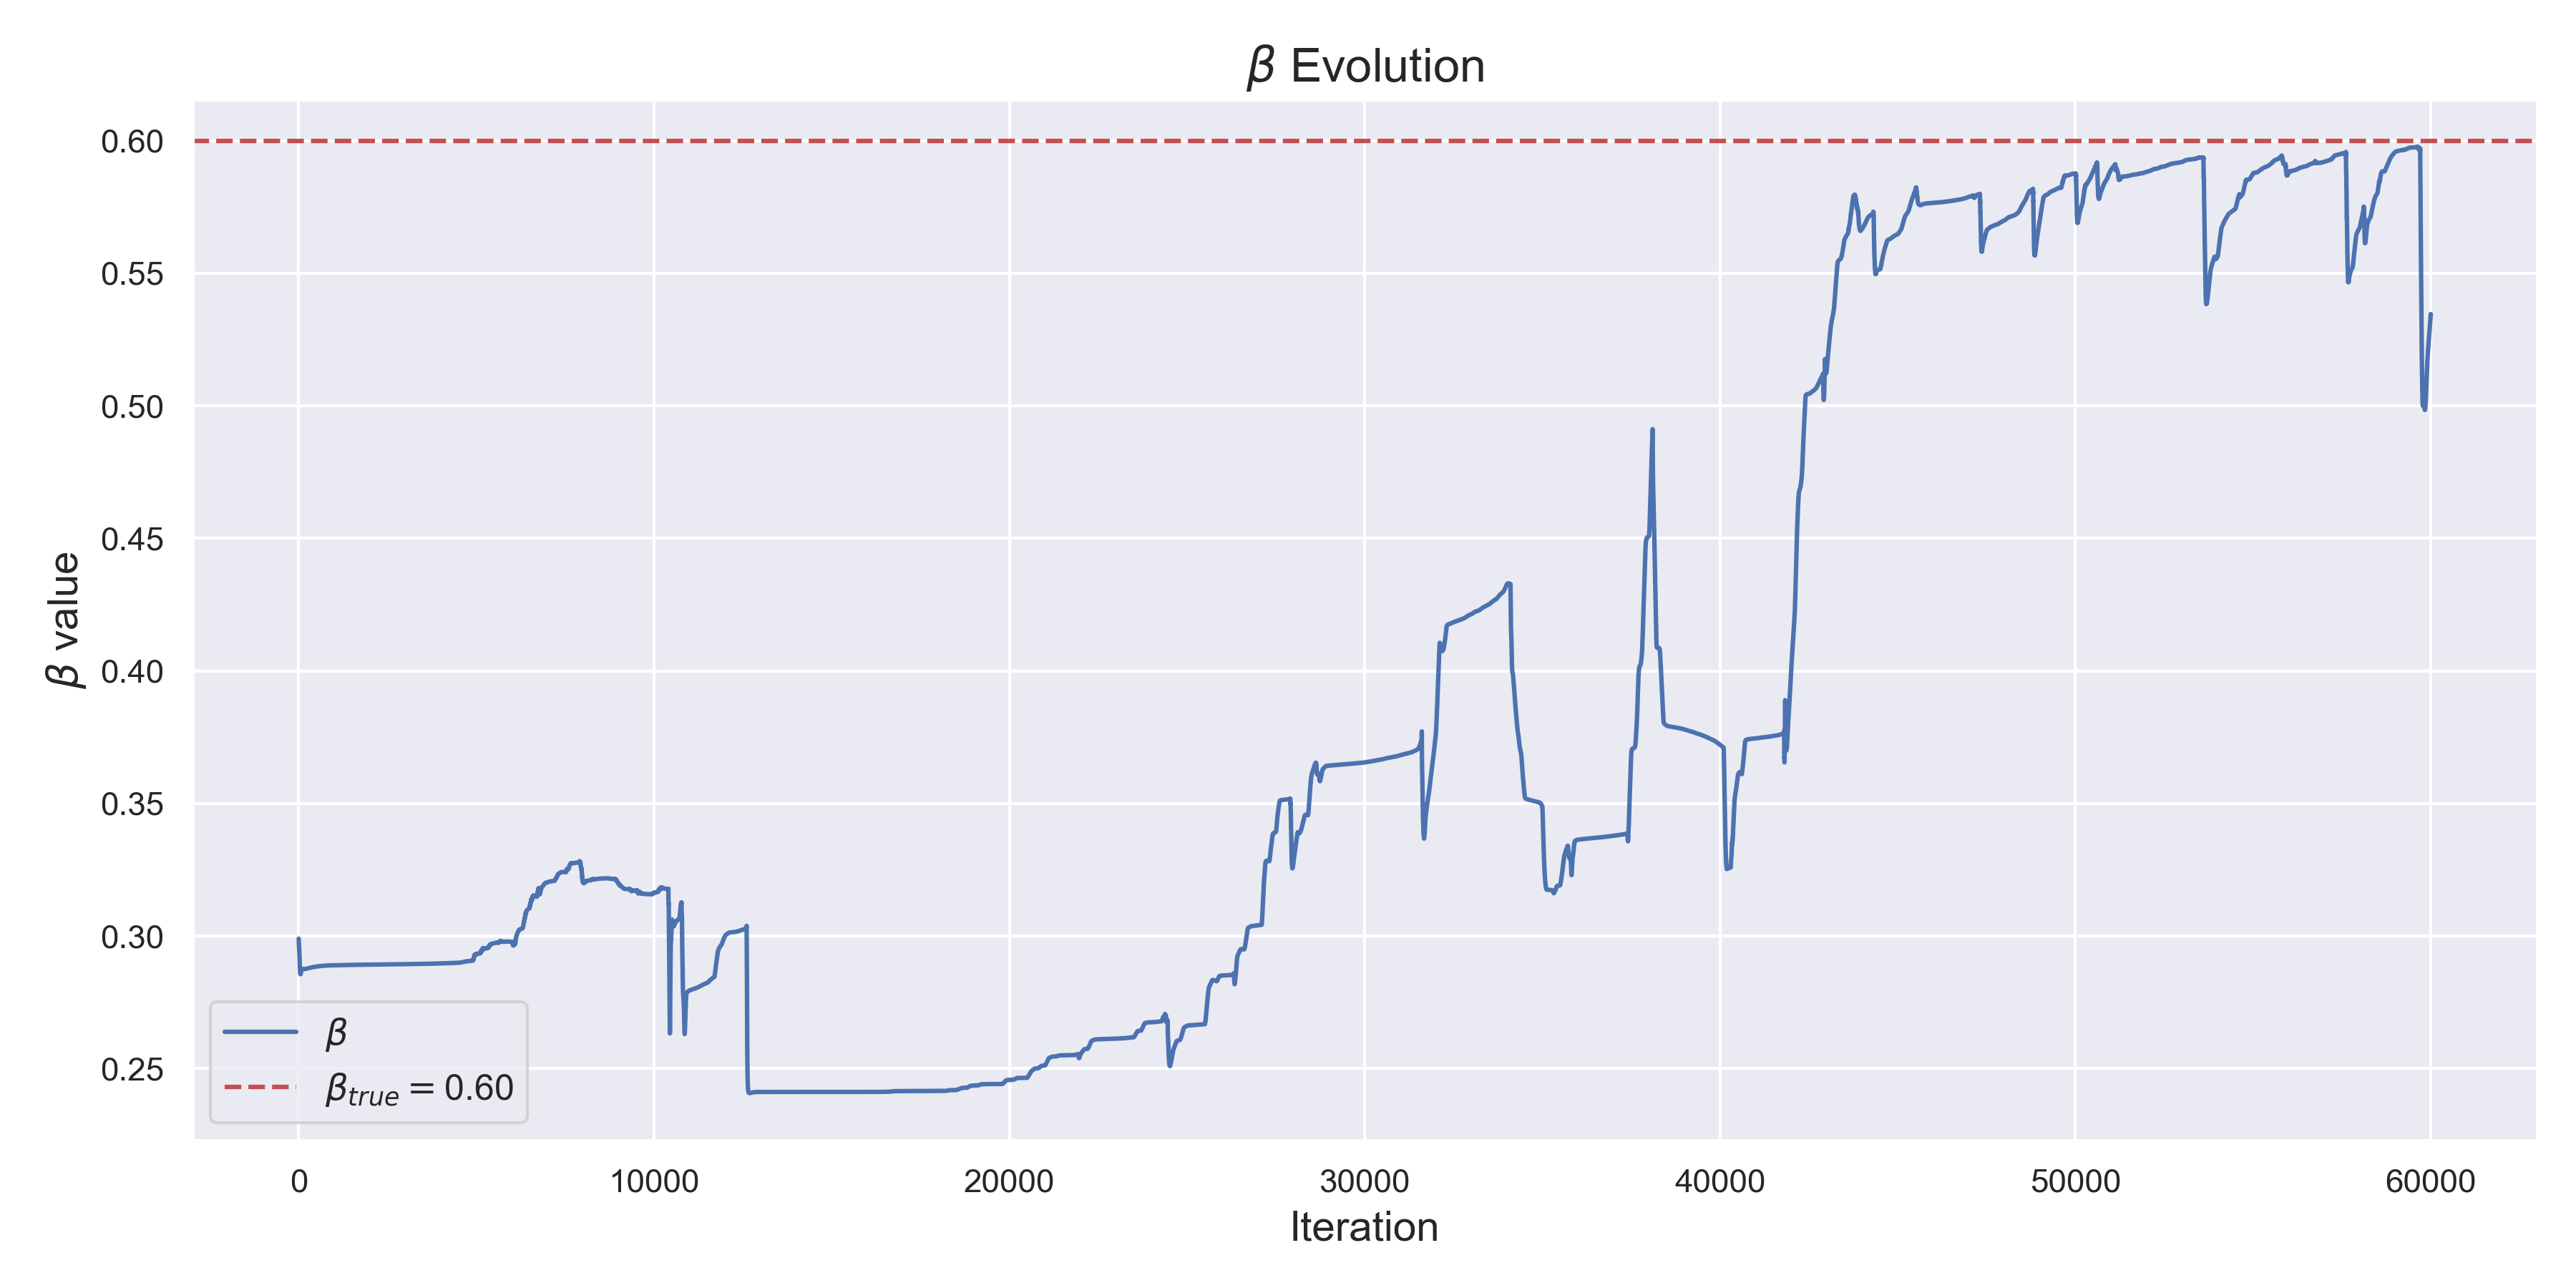 β Evolution
β value
0.60
0.55
0.50
0.45
0.40
0.35
0.30
0.25
β
β_true = 0.60
0 10000 20000 30000 40000 50000 60000
Iteration